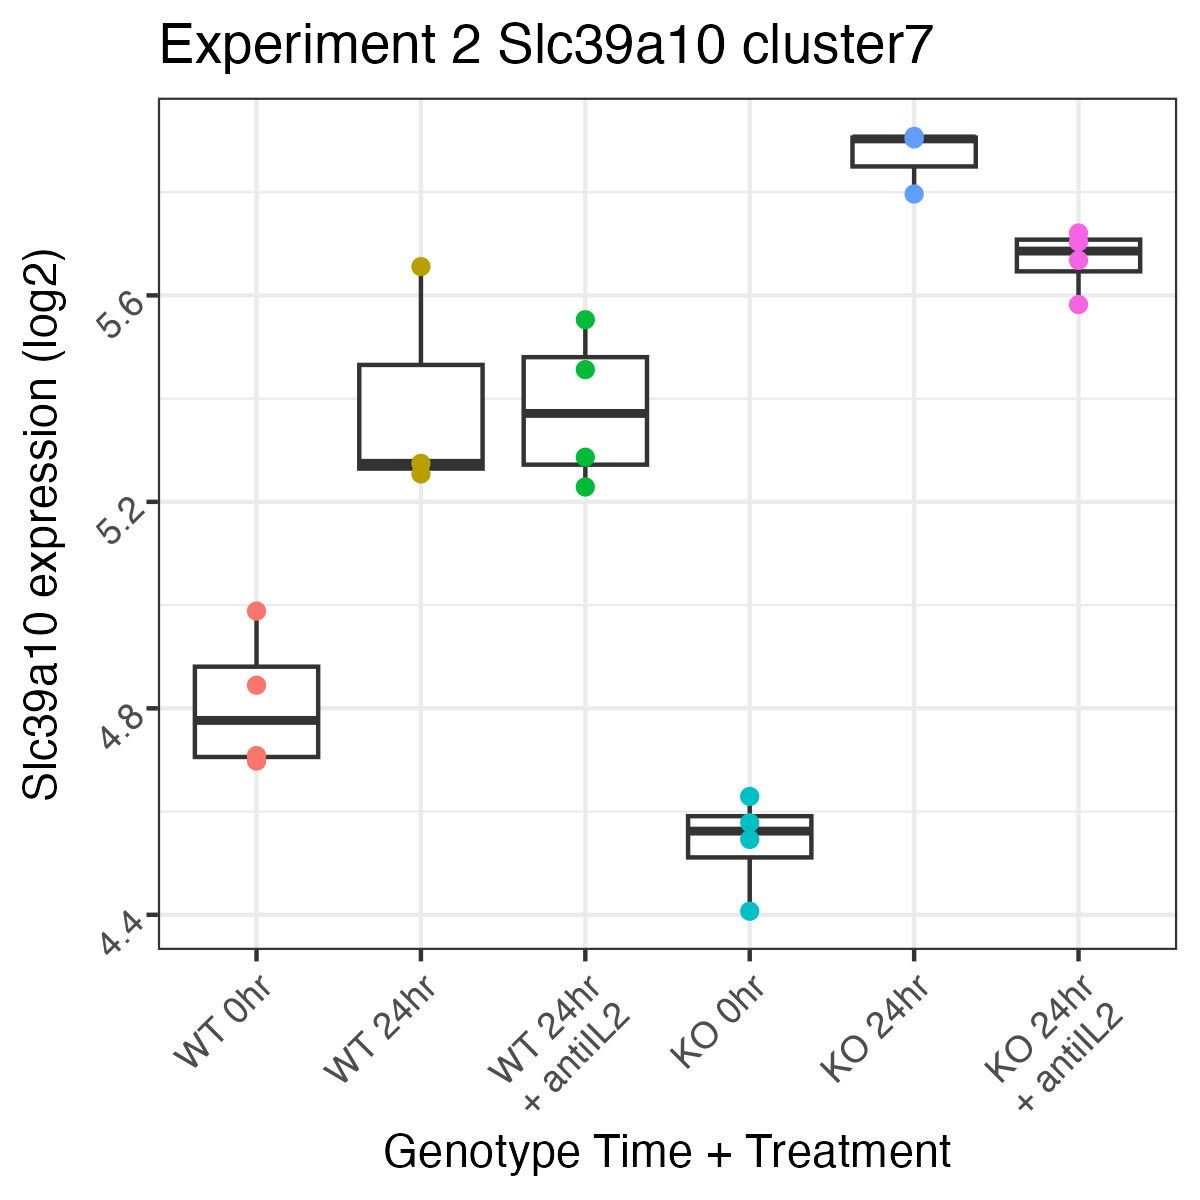 Experiment 2 Slc39a10 cluster7
Slc39a10 expression (log2)
5.6
5.2
4.8
4.4
WT 0hr
WT 24hr
WT 24hr
+ antiIL2
KO 0hr
KO 24hr
KO 24hr
+ antiIL2
Genotype Time + Treatment